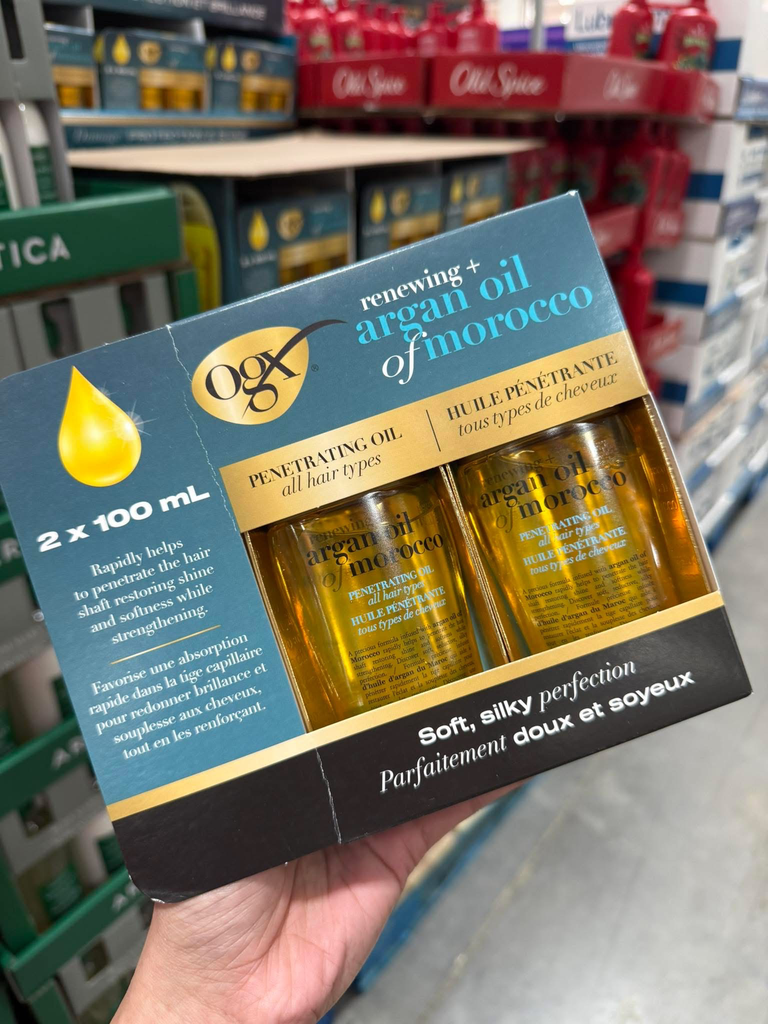 Old Spice
Old Spice
TICA
renewing +
argan oil
of morocco
ogx®
PENETRATING OIL
all hair types
HUILE PÉNÉTRANTE
tous types de cheveux
2 x 100 mL
Rapidly helps
to penetrate the hair
shaft restoring shine
and softness while
strengthening.
Favorise une absorption
rapide dans la tige capillaire
pour redonner brillance et
souplesse aux cheveux,
tout en les renforçant.
renewing +
argan oil
of morocco
PENETRATING OIL
all hair types
HUILE PÉNÉTRANTE
tous types de cheveux
renewing +
argan oil
of morocco
PENETRATING OIL
all hair types
HUILE PÉNÉTRANTE
tous types de cheveux
Soft, silky perfection
Parfaitement doux et soyeux